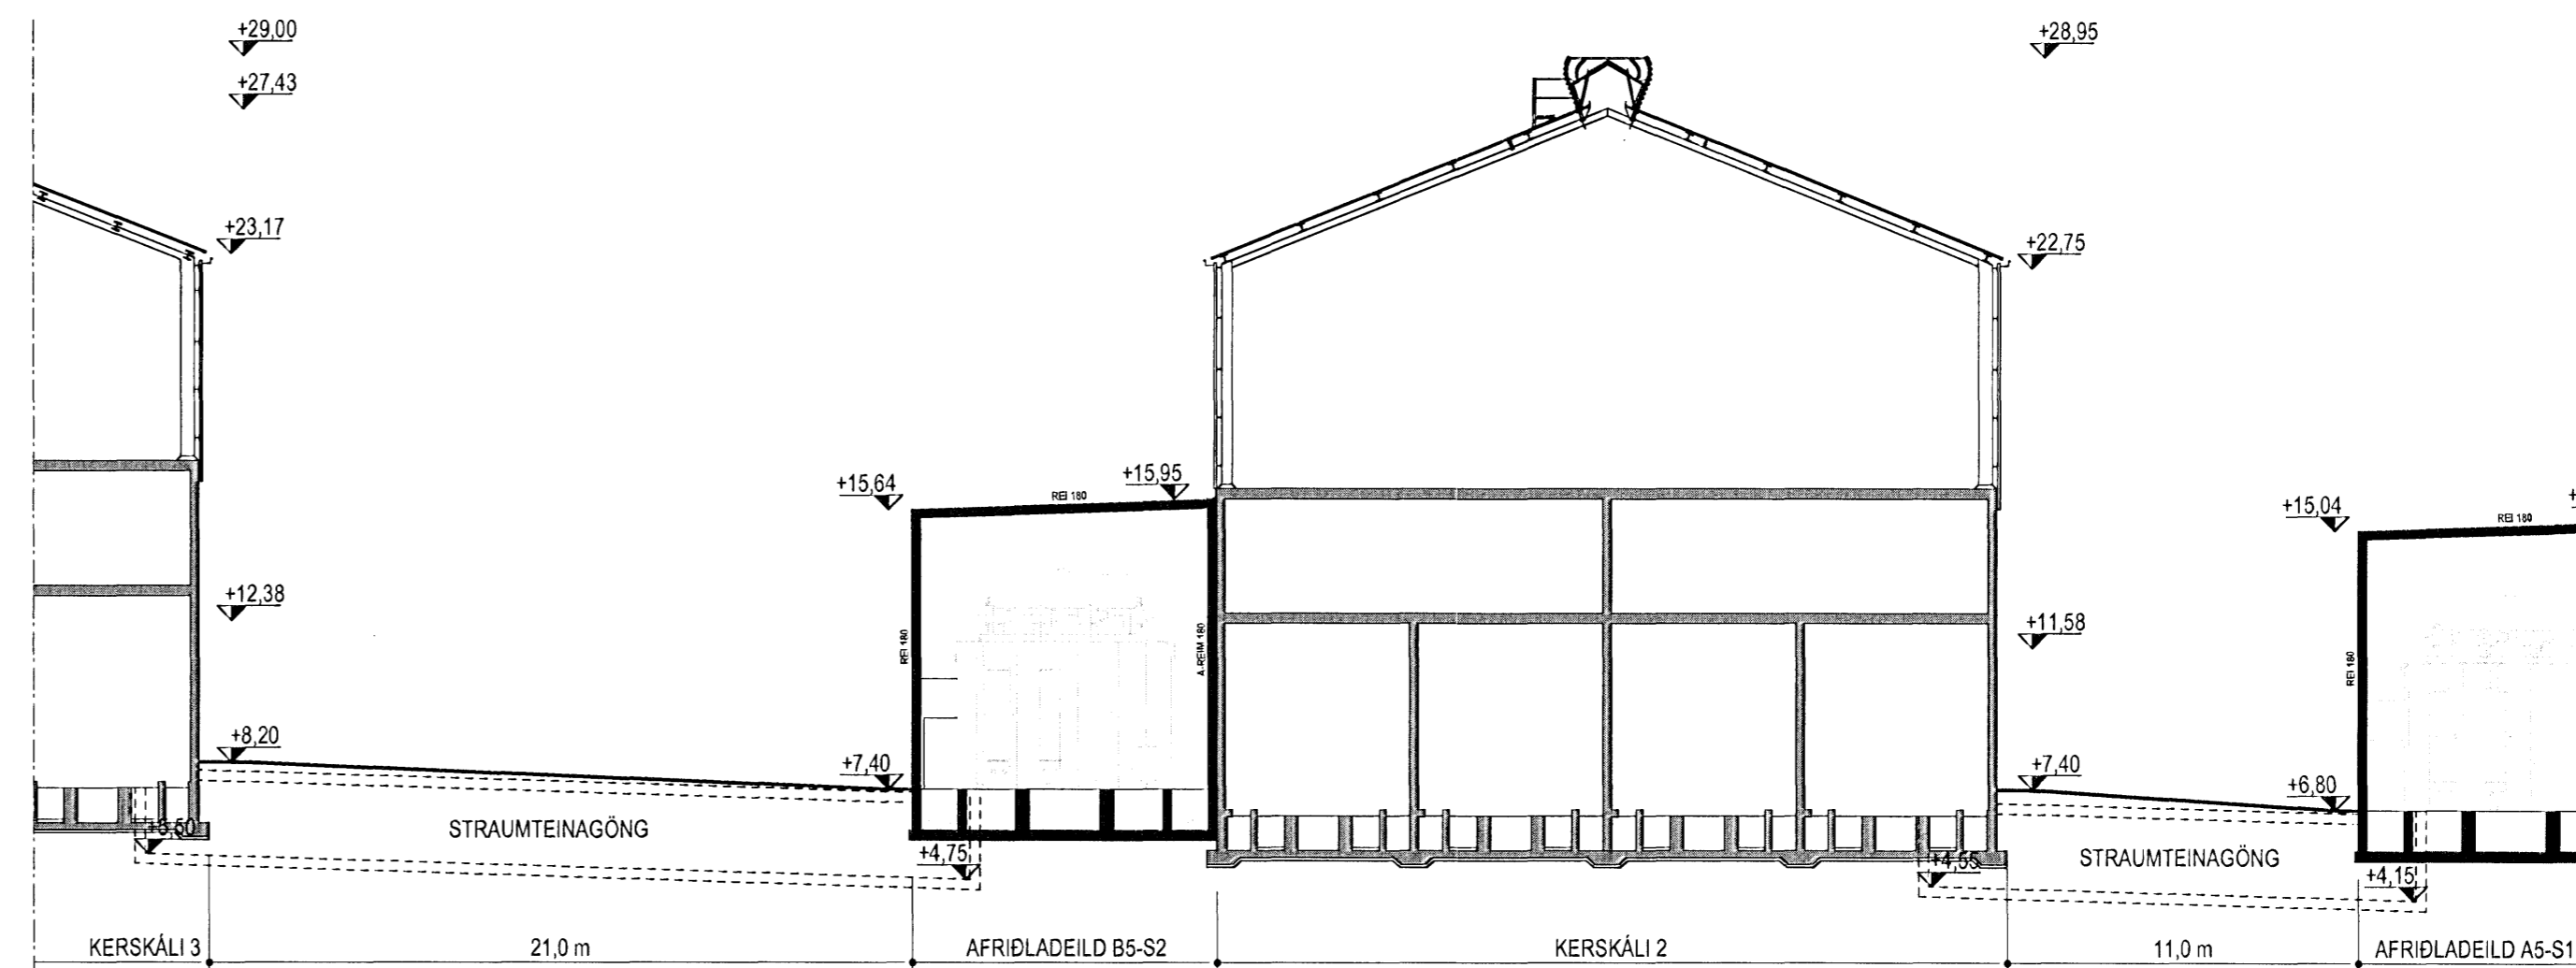 +29,00
+28,95
+27,43
+23,17
+22,75
+15,95
+15,64
REI 180
+15,04
REI 180
+12,38
+11,58
REI 180
A-REIM 180
REI 180
+8,20
+7,40
+7,40
+6,80
STRAUMTEINAGÖNG
STRAUMTEINAGÖNG
+4,75
+4,55
+4,15
KERSKÁLI 3
21,0 m
AFRIÐLADEILD B5-S2
KERSKÁLI 2
11,0 m
AFRIÐLADEILD A5-S1